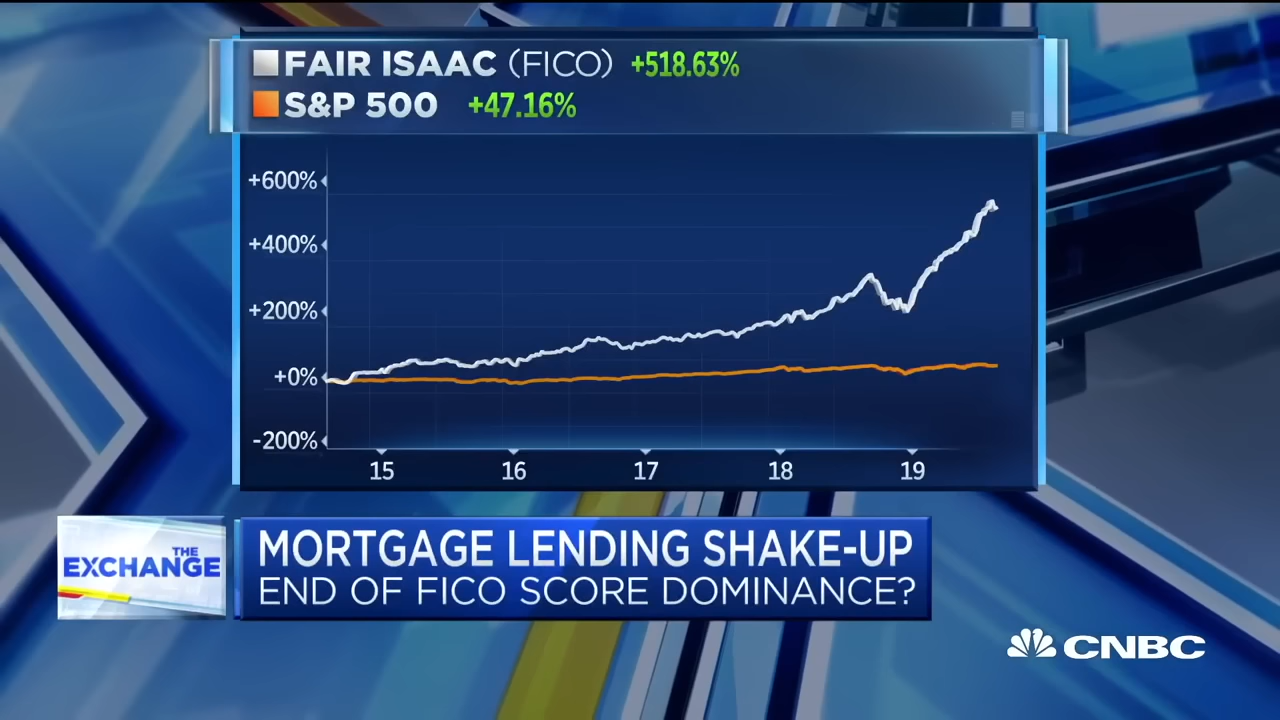 FAIR ISAAC (FICO) +518.63%
S&P 500 +47.16%
+600%
+400%
+200%
+0%
-200%
15 16 17 18 19
THE
EXCHANGE
MORTGAGE LENDING SHAKE-UP
END OF FICO SCORE DOMINANCE?
CNBC